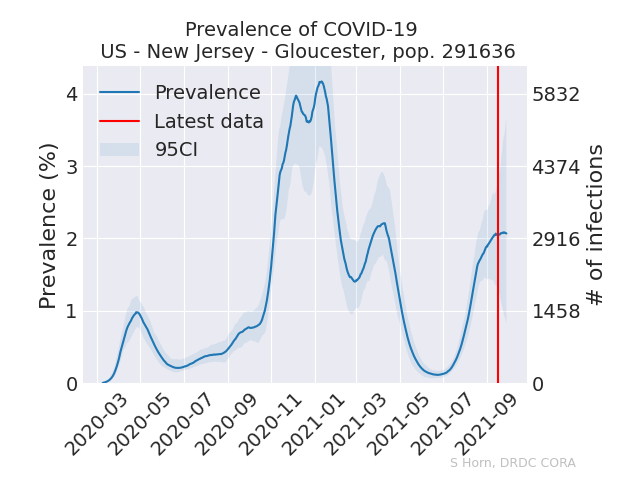 Prevalence of COVID-19
US - New Jersey - Gloucester, pop. 291636
Prevalence
Latest data
95CI
Prevalence (%)
4
3
2
1
0
5832
4374
2916
1458
0
# of infections
2020-03
2020-05
2020-07
2020-09
2020-11
2021-01
2021-03
2021-05
2021-07
2021-09
S Horn, DRDC CORA